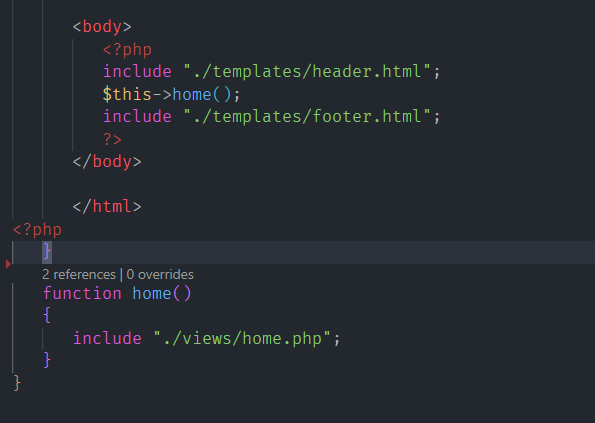 <body>
<?php
include "./templates/header.html";
$this->home();
include "./templates/footer.html";
?>
</body>
</html>
<?php
}
2 references | 0 overrides
function home()
{
include "./views/home.php";
}
}